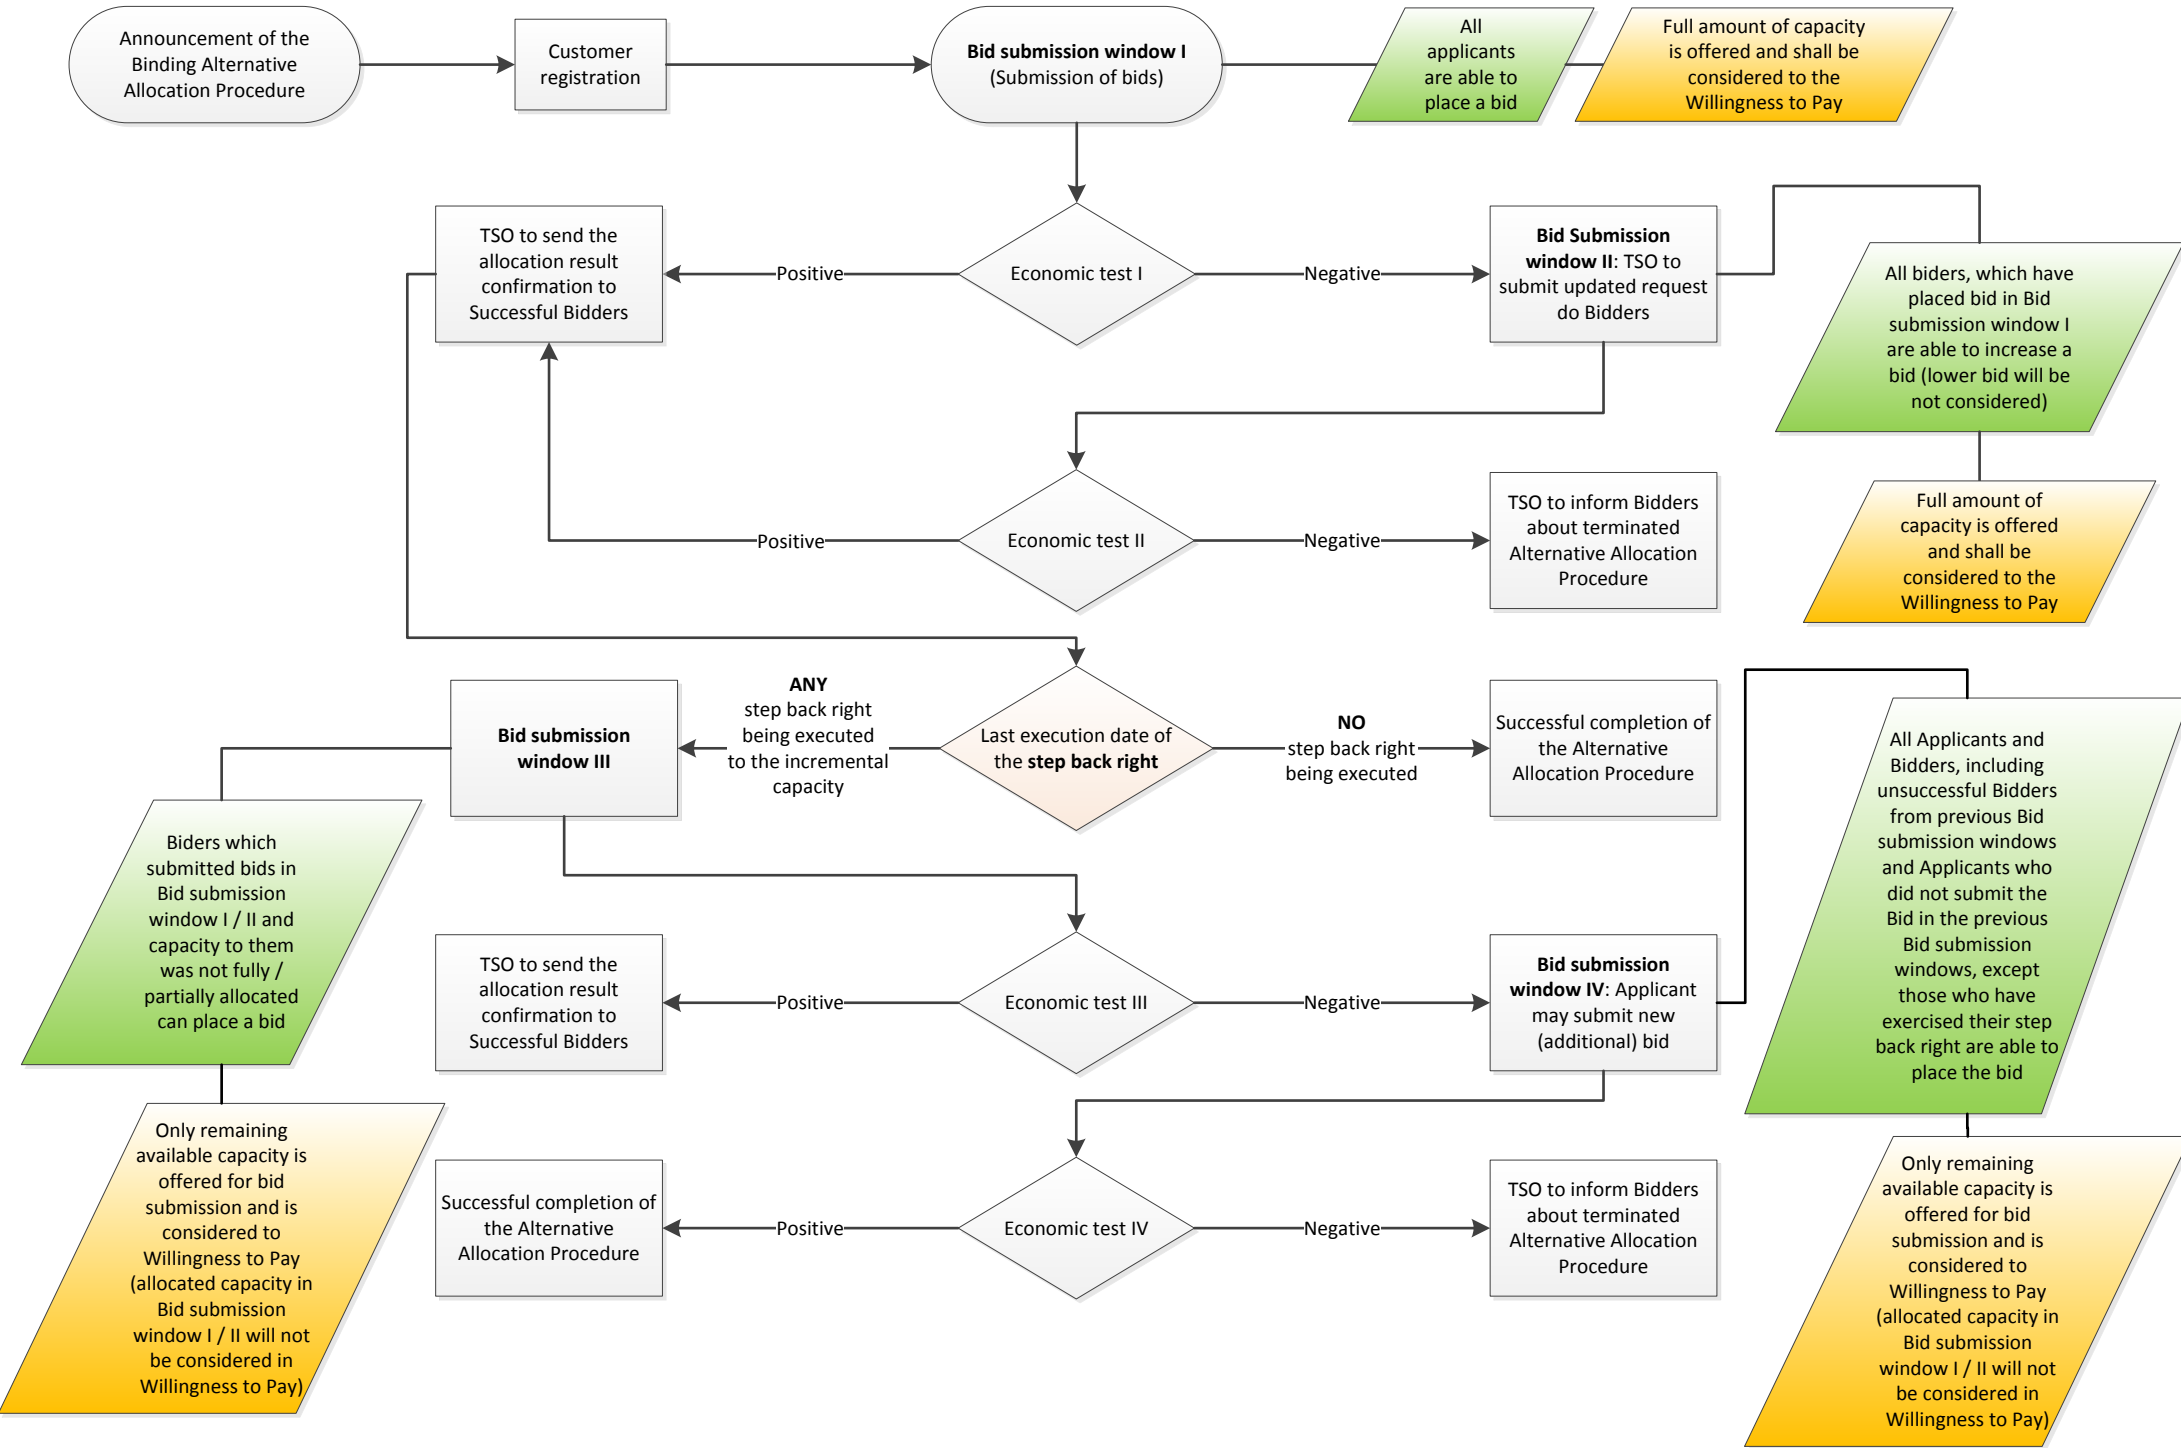 Announcement of the
Binding Alternative
Allocation Procedure
Customer
registration
Bid submission window I
(Submission of bids)
All
applicants
are able to
place a bid
Full amount of capacity
is offered and shall be
considered to the
Willingness to Pay
TSO to send the
allocation result
confirmation to
Successful Bidders
Positive
Economic test I
Negative
Bid Submission
window II: TSO to
submit updated request
do Bidders
All biders, which have
placed bid in Bid
submission window I
are able to increase a
bid (lower bid will be
not considered)
Positive
Economic test II
Negative
TSO to inform Bidders
about terminated
Alternative Allocation
Procedure
Full amount of
capacity is offered
and shall be
considered to the
Willingness to Pay
Bid submission
window III
ANY
step back right
being executed
to the incremental
capacity
Last execution date of
the step back right
NO
step back right
being executed
Successful completion of
the Alternative
Allocation Procedure
All Applicants and
Bidders, including
unsuccessful Bidders
from previous Bid
submission windows
and Applicants who
did not submit the
Bid in the previous
Bid submission
windows, except
those who have
exercised their step
back right are able to
place the bid
Biders which
submitted bids in
Bid submission
window I / II and
capacity to them
was not fully /
partially allocated
can place a bid
TSO to send the
allocation result
confirmation to
Successful Bidders
Positive
Economic test III
Negative
Bid submission
window IV: Applicant
may submit new
(additional) bid
Only remaining
available capacity is
offered for bid
submission and is
considered to
Willingness to Pay
(allocated capacity in
Bid submission
window I / II will not
be considered in
Willingness to Pay)
Successful completion of
the Alternative
Allocation Procedure
Positive
Economic test IV
Negative
TSO to inform Bidders
about terminated
Alternative Allocation
Procedure
Only remaining
available capacity is
offered for bid
submission and is
considered to
Willingness to Pay
(allocated capacity in
Bid submission
window I / II will not
be considered in
Willingness to Pay)